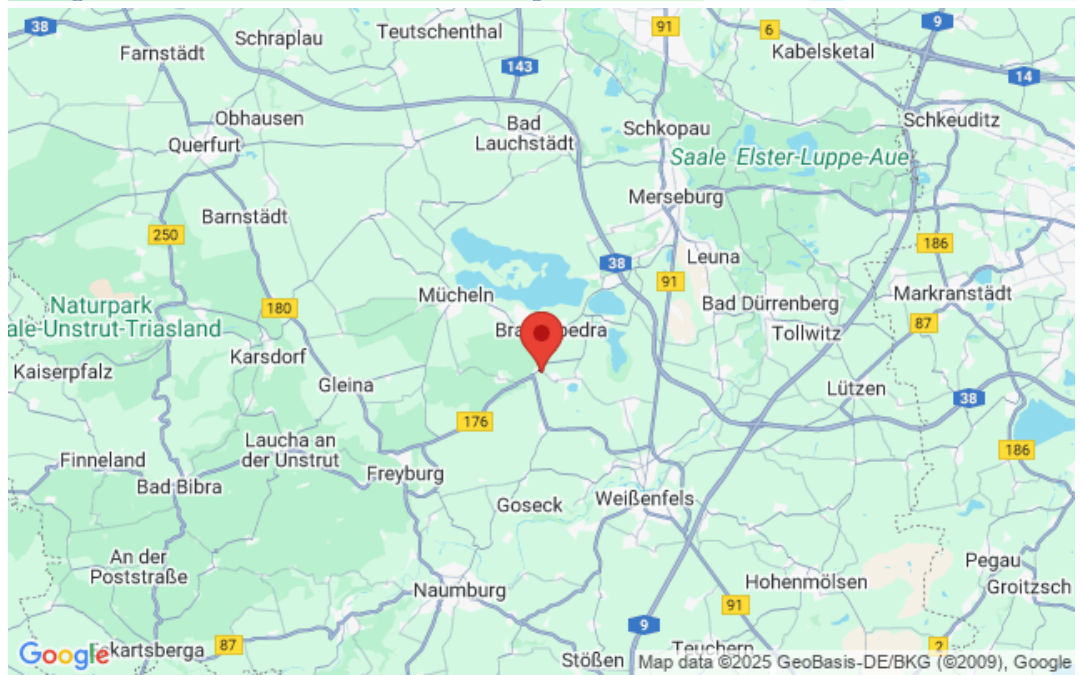 38
Farnstädt
Schraplau
Teutschenthal
91
6
Kabelsketal
9
143
14
Obhausen
Querfurt
Bad
Lauchstädt
Schkopau
Schkeuditz
Saale Elster-Luppe-Aue
Merseburg
Barnstädt
250
186
38
91
Leuna
Naturpark
ale-Unstrut-Triasland
180
Mücheln
Bad Dürrenberg
Markranstädt
87
Bra pedra
Tollwitz
Karsdorf
Kaiserpfalz
Gleina
Lützen
38
176
Laucha an
der Unstrut
186
Finneland
Bad Bibra
Freyburg
Goseck
Weißenfels
An der
Poststraße
Naumburg
Hohenmölsen
Pegau
Groitzsch
91
9
87
2
Google
ckartsberga
Stößen
Teuchern
Map data ©2025 GeoBasis-DE/BKG (©2009), Google